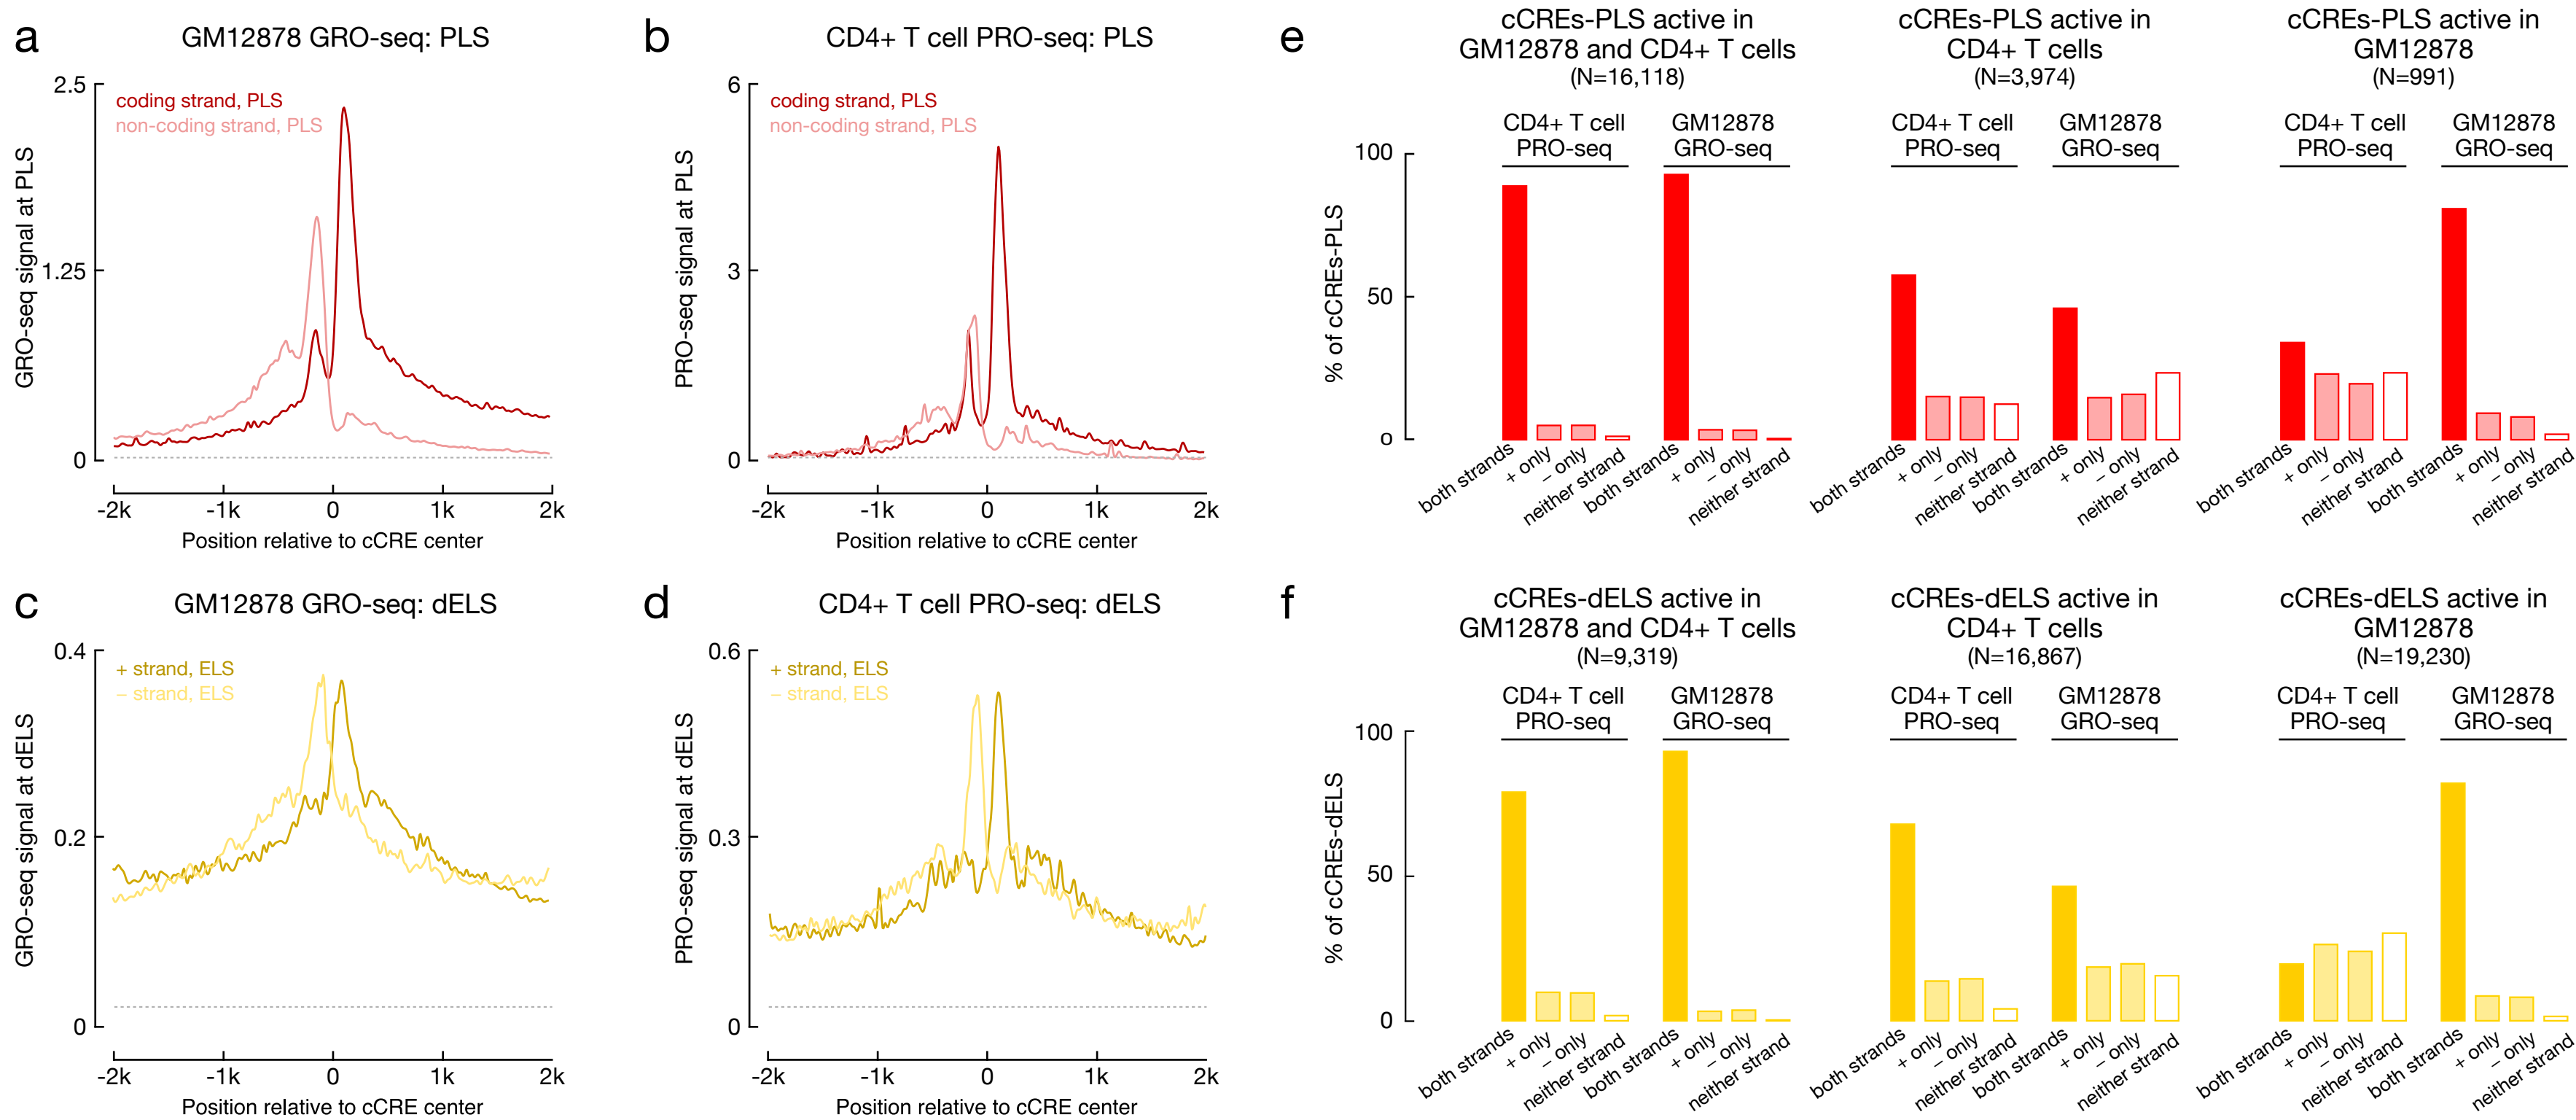 a
GM12878 GRO-seq: PLS
GRO-seq signal at PLS
2.5
1.25
0
coding strand, PLS
non-coding strand, PLS
-2k -1k 0 1k 2k
Position relative to cCRE center
b
CD4+ T cell PRO-seq: PLS
PRO-seq signal at PLS
6
3
0
coding strand, PLS
non-coding strand, PLS
-2k -1k 0 1k 2k
Position relative to cCRE center
c
GM12878 GRO-seq: dELS
GRO-seq signal at dELS
0.4
0.2
0
+ strand, ELS
– strand, ELS
-2k -1k 0 1k 2k
Position relative to cCRE center
d
CD4+ T cell PRO-seq: dELS
PRO-seq signal at dELS
0.6
0.3
0
+ strand, ELS
– strand, ELS
-2k -1k 0 1k 2k
Position relative to cCRE center
e
% of cCREs-PLS
100
50
0
cCREs-PLS active in
GM12878 and CD4+ T cells
(N=16,118)
CD4+ T cell
PRO-seq
GM12878
GRO-seq
both strands
+ only
– only
neither strand
both strands
+ only
– only
neither strand
cCREs-PLS active in
CD4+ T cells
(N=3,974)
CD4+ T cell
PRO-seq
GM12878
GRO-seq
both strands
+ only
– only
neither strand
both strands
+ only
– only
neither strand
cCREs-PLS active in
GM12878
(N=991)
CD4+ T cell
PRO-seq
GM12878
GRO-seq
both strands
+ only
– only
neither strand
both strands
+ only
– only
neither strand
f
% of cCREs-dELS
100
50
0
cCREs-dELS active in
GM12878 and CD4+ T cells
(N=9,319)
CD4+ T cell
PRO-seq
GM12878
GRO-seq
both strands
+ only
– only
neither strand
both strands
+ only
– only
neither strand
cCREs-dELS active in
CD4+ T cells
(N=16,867)
CD4+ T cell
PRO-seq
GM12878
GRO-seq
both strands
+ only
– only
neither strand
both strands
+ only
– only
neither strand
cCREs-dELS active in
GM12878
(N=19,230)
CD4+ T cell
PRO-seq
GM12878
GRO-seq
both strands
+ only
– only
neither strand
both strands
+ only
– only
neither strand